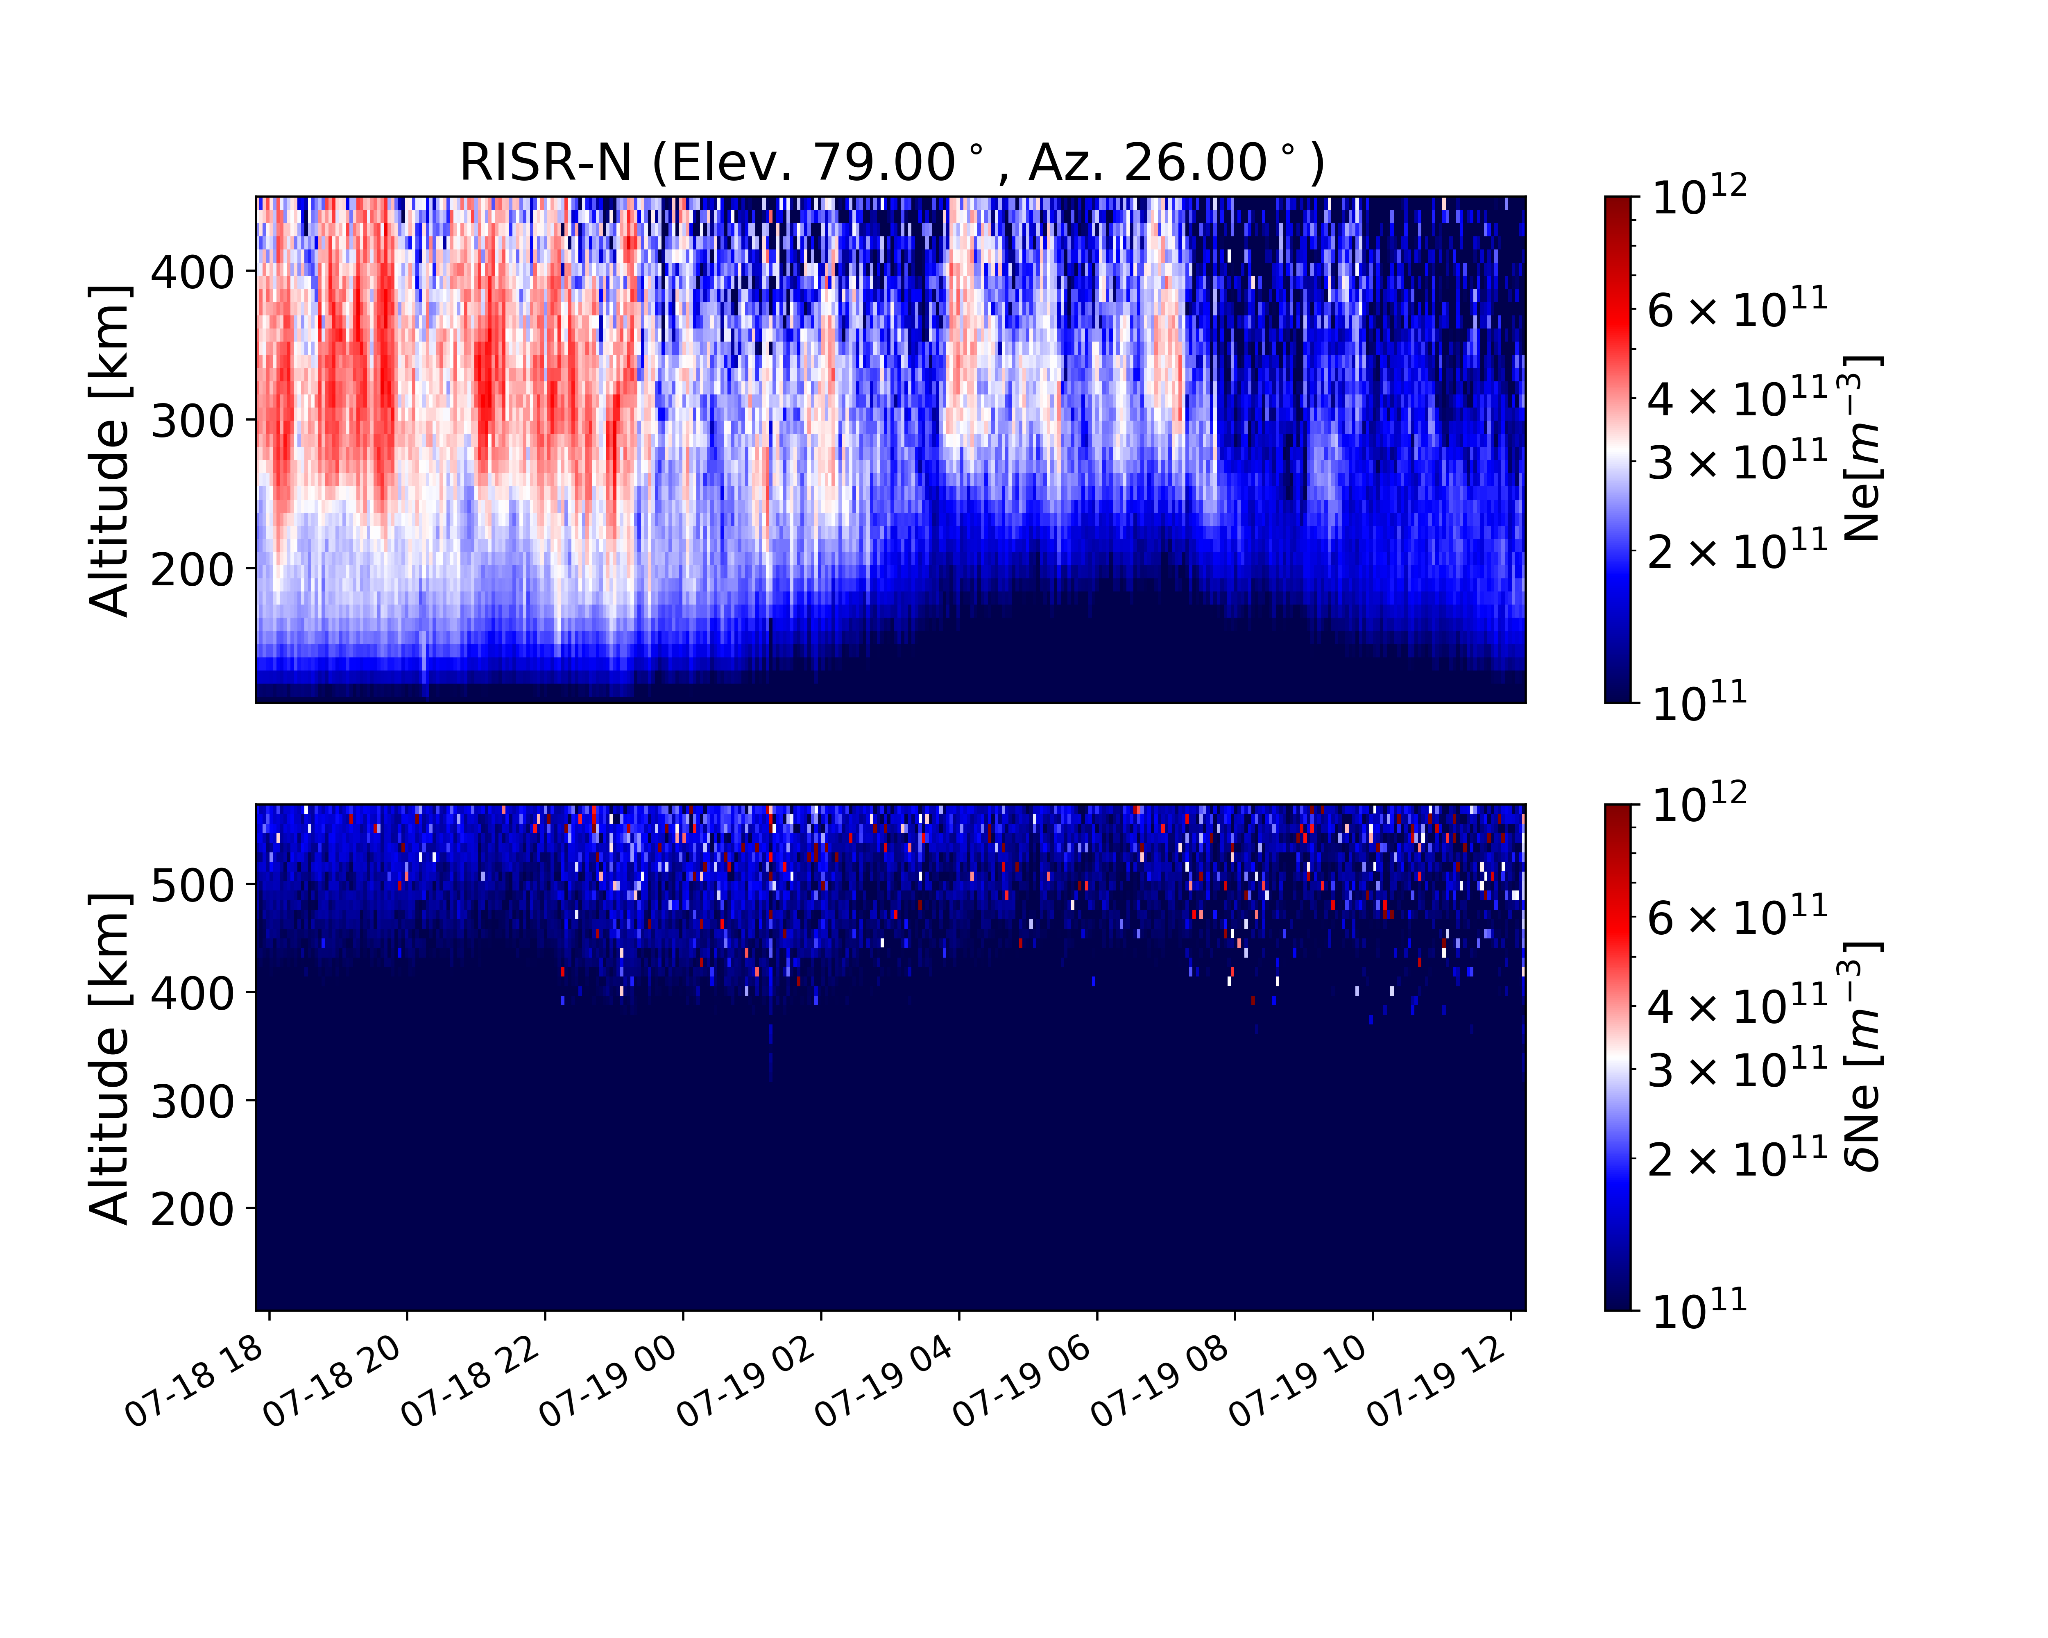 RISR-N (Elev. 79.00°, Az. 26.00°)
Altitude [km]
400
300
200
10¹²
6 × 10¹¹
4 × 10¹¹
3 × 10¹¹
2 × 10¹¹
10¹¹
Ne[m⁻³]
Altitude [km]
500
400
300
200
10¹²
6 × 10¹¹
4 × 10¹¹
3 × 10¹¹
2 × 10¹¹
10¹¹
δNe [m⁻³]
07-18 18
07-18 20
07-18 22
07-19 00
07-19 02
07-19 04
07-19 06
07-19 08
07-19 10
07-19 12